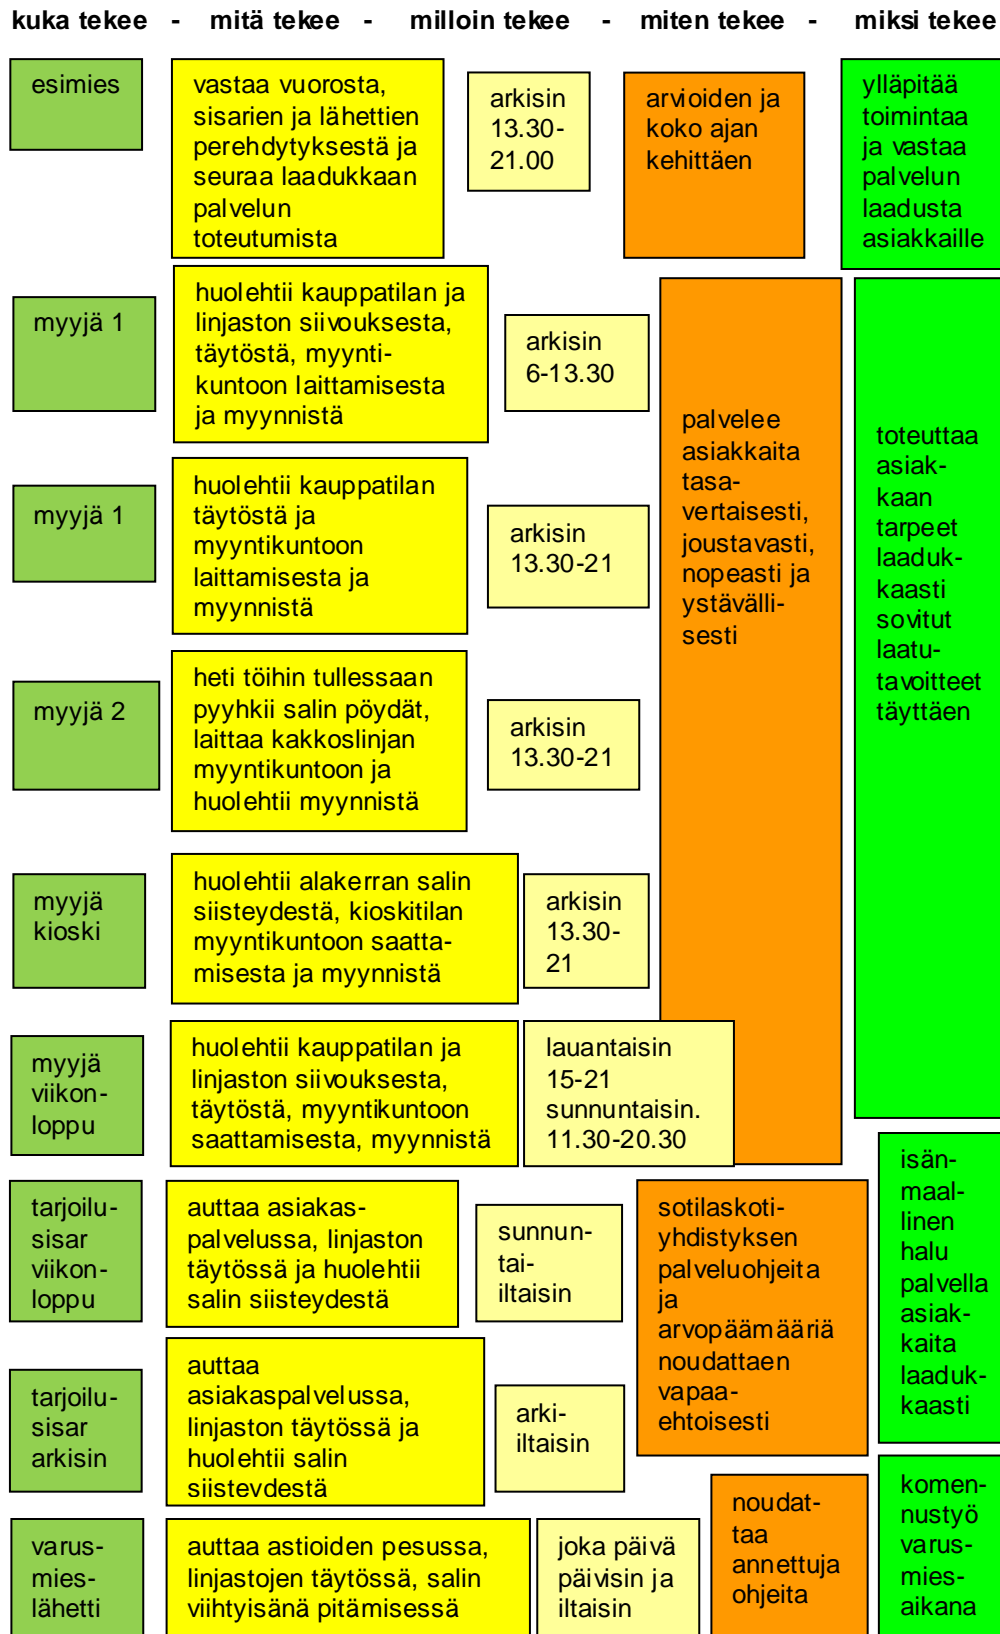 kuka tekee - mitä tekee - milloin tekee - miten tekee - miksi tekee
esimies
vastaa vuorosta,
sisarien ja lähettien
perehdytyksestä ja
seuraa laadukkaan
palvelun
toteutumista
arkisin
13.30-
21.00
arvioiden ja
koko ajan
kehittäen
ylläpitää
toimintaa
ja vastaa
palvelun
laadusta
asiakkaille
myyjä 1
huolehtii kauppatilan ja
linjaston siivouksesta,
täytöstä, myynti-
kuntoon laittamisesta
ja myynnistä
arkisin
6-13.30
palvelee
asiakkaita
tasa-
vertaisesti,
joustavasti,
nopeasti ja
ystävälli-
sesti
toteuttaa
asiak-
kaan
tarpeet
laaduk-
kaasti
sovitut
laatu-
tavoitteet
täyttäen
myyjä 1
huolehtii kauppatilan
täytöstä ja
myyntikuntoon
laittamisesta ja
myynnistä
arkisin
13.30-21
myyjä 2
heti töihin tullessaan
pyyhkii salin pöydät,
laittaa kakkoslinjan
myyntikuntoon ja
huolehtii myynnistä
arkisin
13.30-21
myyjä
kioski
huolehtii alakerran salin
siisteydestä, kioskitilan
myyntikuntoon saatta-
misesta ja myynnistä
arkisin
13.30-
21
myyjä
viikon-
loppu
huolehtii kauppatilan ja
linjaston siivouksesta,
täytöstä, myyntikuntoon
saattamisesta, myynnistä
lauantaisin
15-21
sunnuntaisin.
11.30-20.30
tarjoilu-
sisar
viikon-
loppu
auttaa asiakas-
palvelussa, linjaston
täytössä ja huolehtii
salin siisteydestä
sunnun-
tai-
iltaisin
sotilaskoti-
yhdistyksen
palveluohjeita
ja
arvopäämääriä
noudattaen
vapaa-
ehtoisesti
isän-
maal-
linen
halu
palvella
asiak-
kaita
laaduk-
kaasti
tarjoilu-
sisar
arkisin
auttaa
asiakaspalvelussa,
linjaston täytössä ja
huolehtii salin
siisteydestä
arki-
iltaisin
varus-
mies-
lähetti
auttaa astioiden pesussa,
linjastojen täytössä, salin
viihtyisänä pitämisessä
joka päivä
päivisin ja
iltaisin
noudat-
taa
annettuja
ohjeita
komen-
nustyö
varus-
mies-
aikana